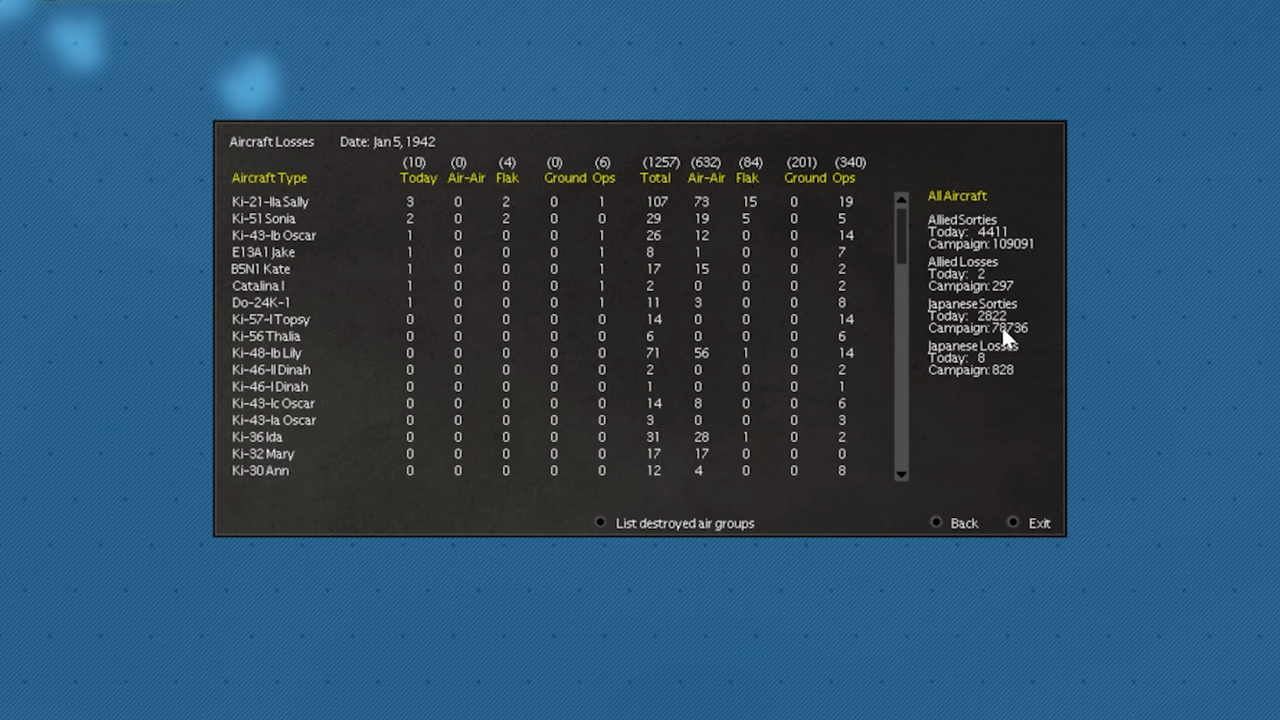 Aircraft Losses Date: Jan 5, 1942
(10) (0) (4) (0) (6) (1257) (632) (84) (201) (340)
Aircraft Type Today Air-Air Flak Ground Ops Total Air-Air Flak Ground Ops
Ki-21-IIa Sally 3 0 2 0 1 107 73 15 0 19
Ki-51 Sonia 2 0 2 0 0 29 19 5 0 5
Ki-43-Ib Oscar 1 0 0 0 1 26 12 0 0 14
E13A1 Jake 1 0 0 0 1 8 1 0 0 7
B5N1 Kate 1 0 0 0 1 17 15 0 0 2
Catalina I 1 0 0 0 1 2 0 0 0 2
Do-24K-1 1 0 0 0 1 11 3 0 0 8
Ki-57-I Topsy 0 0 0 0 0 14 0 0 0 14
Ki-56 Thalia 0 0 0 0 0 6 0 0 0 6
Ki-48-Ib Lily 0 0 0 0 0 71 56 1 0 14
Ki-46-II Dinah 0 0 0 0 0 2 0 0 0 2
Ki-46-I Dinah 0 0 0 0 0 1 0 0 0 1
Ki-43-Ic Oscar 0 0 0 0 0 14 8 0 0 6
Ki-43-Ia Oscar 0 0 0 0 0 3 0 0 0 3
Ki-36 Ida 0 0 0 0 0 31 28 1 0 2
Ki-32 Mary 0 0 0 0 0 17 17 0 0 0
Ki-30 Ann 0 0 0 0 0 12 4 0 0 8
All Aircraft
Allied Sorties
Today: 4411
Campaign: 109091
Allied Losses
Today: 2
Campaign: 297
Japanese Sorties
Today: 2822
Campaign: 78736
Japanese Losses
Today: 8
Campaign: 828
List destroyed air groups Back Exit